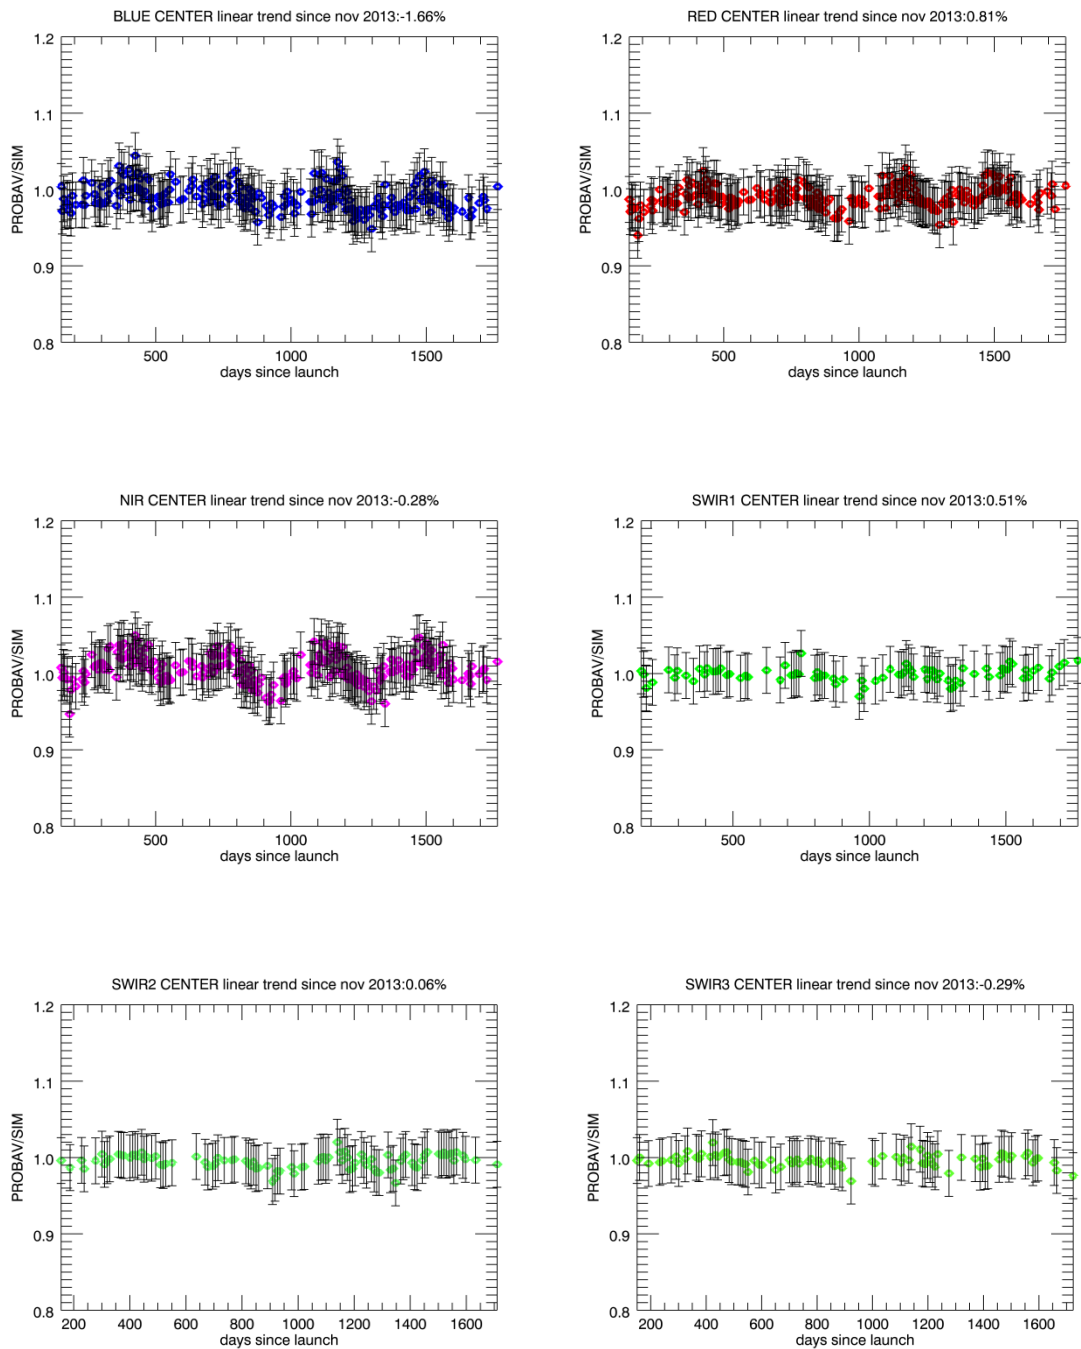 BLUE CENTER linear trend since nov 2013:-1.66%
1.2
1.1
1.0
0.9
0.8
PROBAV/SIM
500
1000
1500
days since launch
RED CENTER linear trend since nov 2013:0.81%
1.2
1.1
1.0
0.9
0.8
PROBAV/SIM
500
1000
1500
days since launch
NIR CENTER linear trend since nov 2013:-0.28%
1.2
1.1
1.0
0.9
0.8
PROBAV/SIM
500
1000
1500
days since launch
SWIR1 CENTER linear trend since nov 2013:0.51%
1.2
1.1
1.0
0.9
0.8
PROBAV/SIM
500
1000
1500
days since launch
SWIR2 CENTER linear trend since nov 2013:0.06%
1.2
1.1
1.0
0.9
0.8
PROBAV/SIM
200 400 600 800 1000 1200 1400 1600
days since launch
SWIR3 CENTER linear trend since nov 2013:-0.29%
1.2
1.1
1.0
0.9
0.8
PROBAV/SIM
200 400 600 800 1000 1200 1400 1600
days since launch